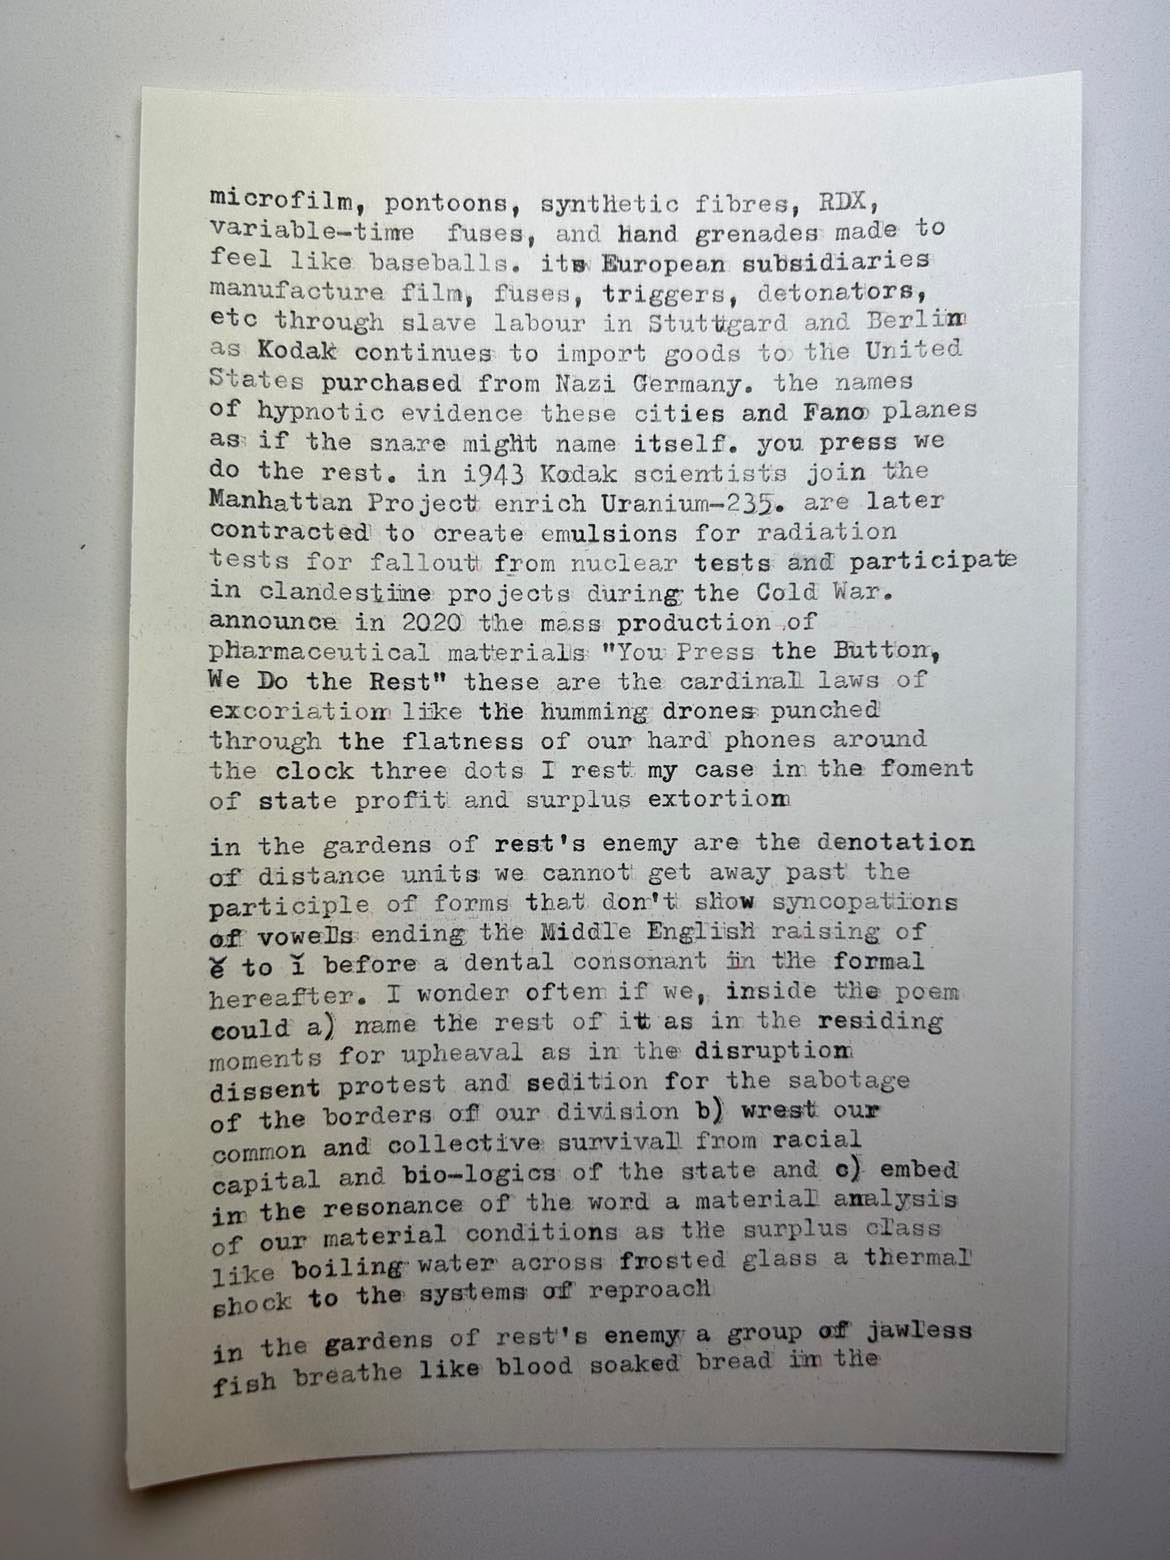 microfilm, pontoons, synthetic fibres, RDX,
variable-time fuses, and hand grenades made to
feel like baseballs. its European subsidiaries
manufacture film, fuses, triggers, detonators,
etc through slave labour in Stuttgard and Berlin
as Kodak continues to import goods to the United
States purchased from Nazi Germany. the names
of hypnotic evidence these cities and Fano planes
as if the snare might name itself. you press we
do the rest. in i943 Kodak scientists join the
Manhattan Project enrich Uranium-235. are later
contracted to create emulsions for radiation
tests for fallout from nuclear tests and participate
in clandestine projects during the Cold War.
announce in 2020 the mass production of
pharmaceutical materials "You Press the Button,
We Do the Rest" these are the cardinal laws of
excoriation like the humming drones punched
through the flatness of our hard phones around
the clock three dots I rest my case in the foment
of state profit and surplus extortion
in the gardens of rest's enemy are the denotation
of distance units we cannot get away past the
participle of forms that don't show syncopations
of vowels ending the Middle English raising of
ĕ to ĭ before a dental consonant in the formal
hereafter. I wonder often if we, inside the poem
could a) name the rest of it as in the residing
moments for upheaval as in the disruption
dissent protest and sedition for the sabotage
of the borders of our division b) wrest our
common and collective survival from racial
capital and bio-logics of the state and c) embed
in the resonance of the word a material analysis
of our material conditions as the surplus class
like boiling water across frosted glass a thermal
shock to the systems of reproach
in the gardens of rest's enemy a group of jawless
fish breathe like blood soaked bread in the